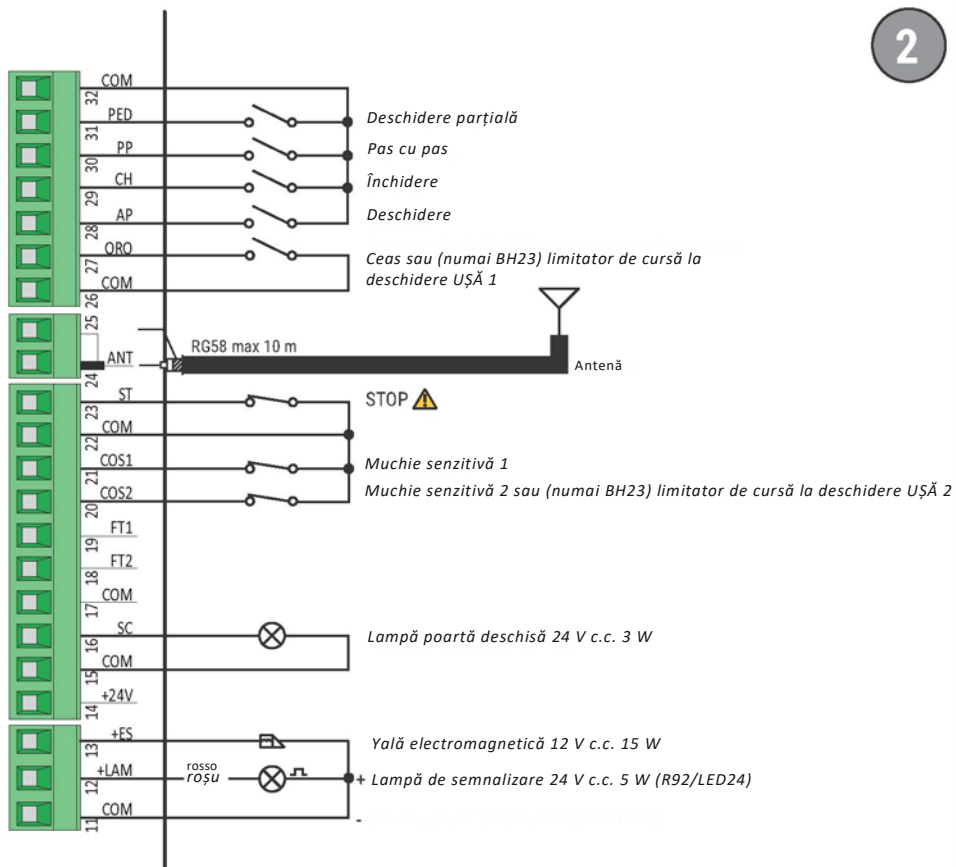 2
COM
32
PED
Deschidere parțială
31
PP
Pas cu pas
30
CH
Închidere
29
AP
Deschidere
28
ORO
Ceas sau (numai BH23) limitator de cursă la
deschidere UȘĂ 1
27
COM
26
25
RG58 max 10 m
ANT
Antenă
24
ST
STOP
23
COM
22
COS1
Muchie senzitivă 1
21
COS2
Muchie senzitivă 2 sau (numai BH23) limitator de cursă la deschidere UȘĂ 2
20
FT1
19
FT2
18
COM
17
SC
Lampă poartă deschisă 24 V c.c. 3 W
16
COM
15
+24V
14
+ES
Yală electromagnetică 12 V c.c. 15 W
13
+LAM
rosso
roșu
+ Lampă de semnalizare 24 V c.c. 5 W (R92/LED24)
12
COM
-
11